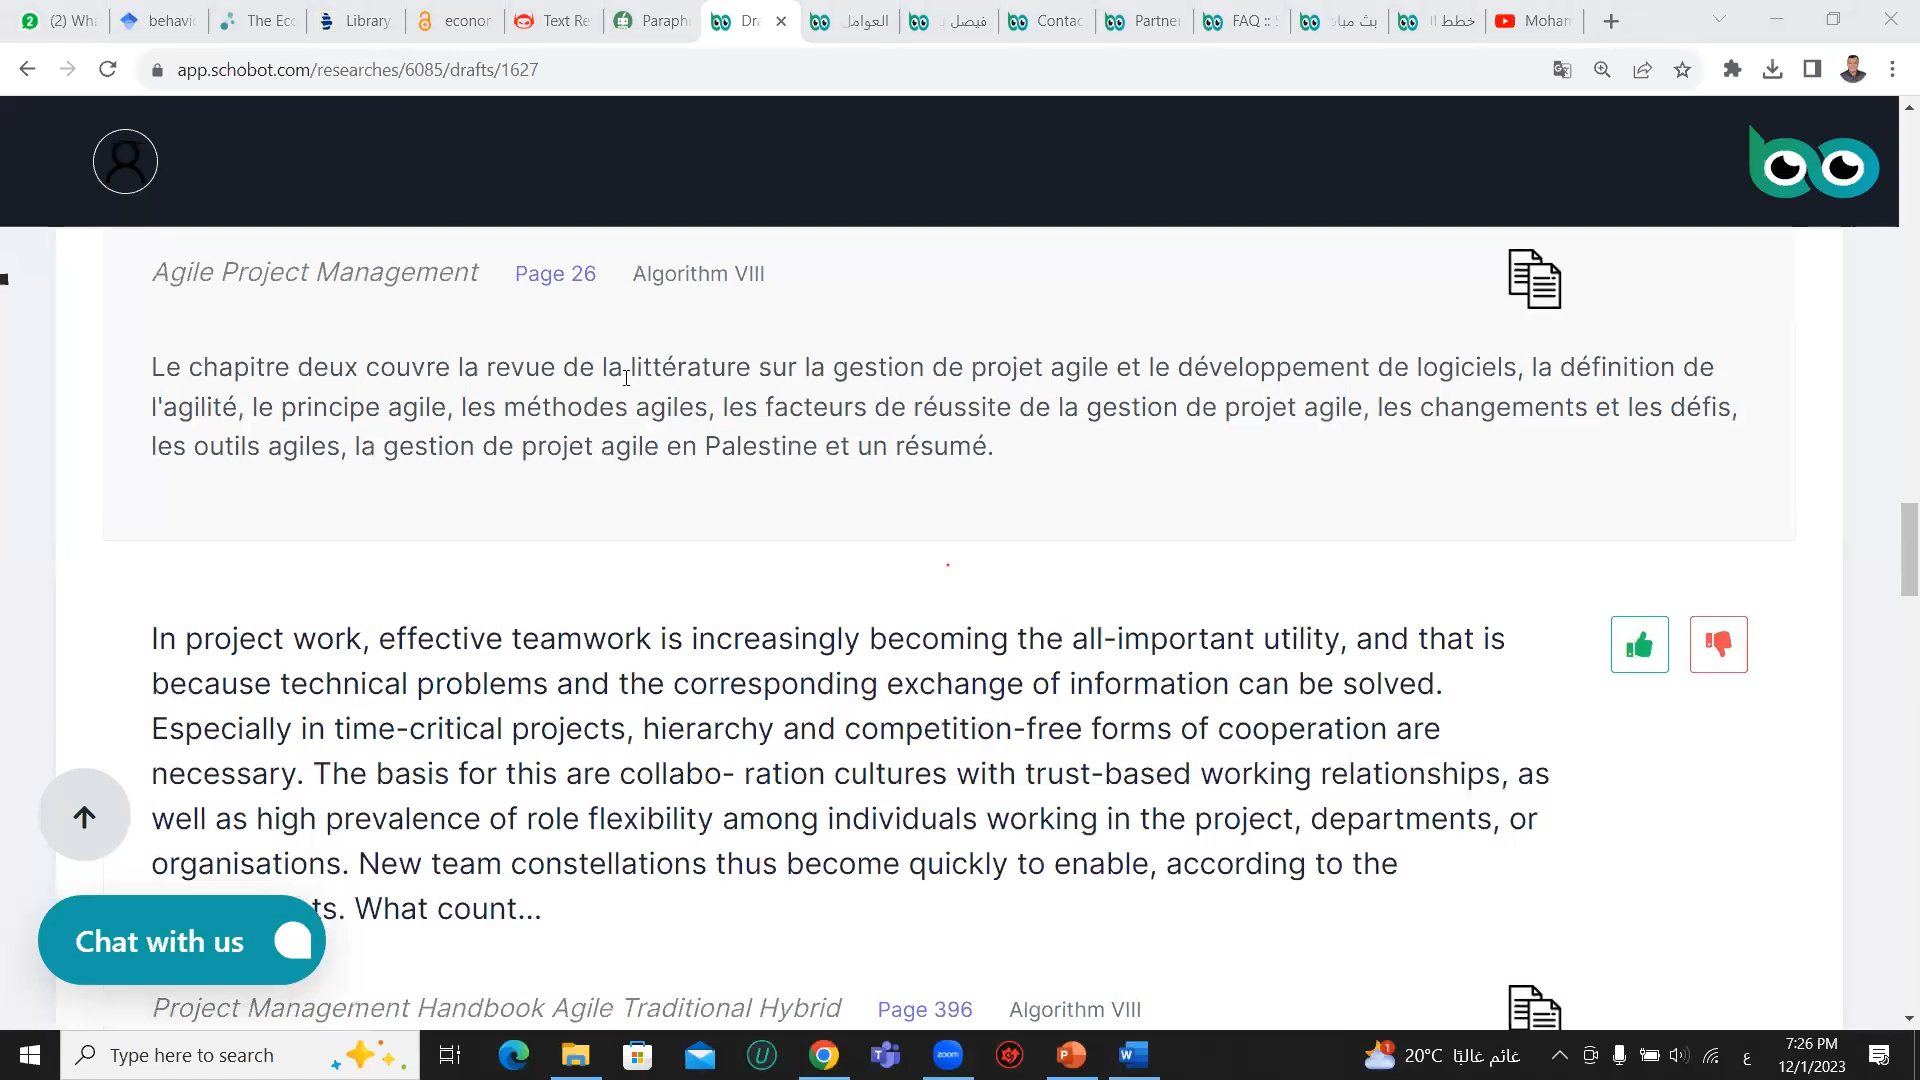 (2) Wha
behavio
The Eco
Library
econom
Text Re
Paraph
Dra
العوامل
فيصل
Contac
Partner
FAQ ::
بث مبا
خطط ا
Mohan
app.schobot.com/researches/6085/drafts/1627
Agile Project Management Page 26 Algorithm VIII
Le chapitre deux couvre la revue de la littérature sur la gestion de projet agile et le développement de logiciels, la définition de
l'agilité, le principe agile, les méthodes agiles, les facteurs de réussite de la gestion de projet agile, les changements et les défis,
les outils agiles, la gestion de projet agile en Palestine et un résumé.
In project work, effective teamwork is increasingly becoming the all-important utility, and that is
because technical problems and the corresponding exchange of information can be solved.
Especially in time-critical projects, hierarchy and competition-free forms of cooperation are
necessary. The basis for this are collabo- ration cultures with trust-based working relationships, as
well as high prevalence of role flexibility among individuals working in the project, departments, or
organisations. New team constellations thus become quickly to enable, according to the
ts. What count...
Chat with us
Project Management Handbook Agile Traditional Hybrid Page 396 Algorithm VIII
Type here to search
zoom
1
20°C غائم غالبًا
ع
7:26 PM
12/1/2023